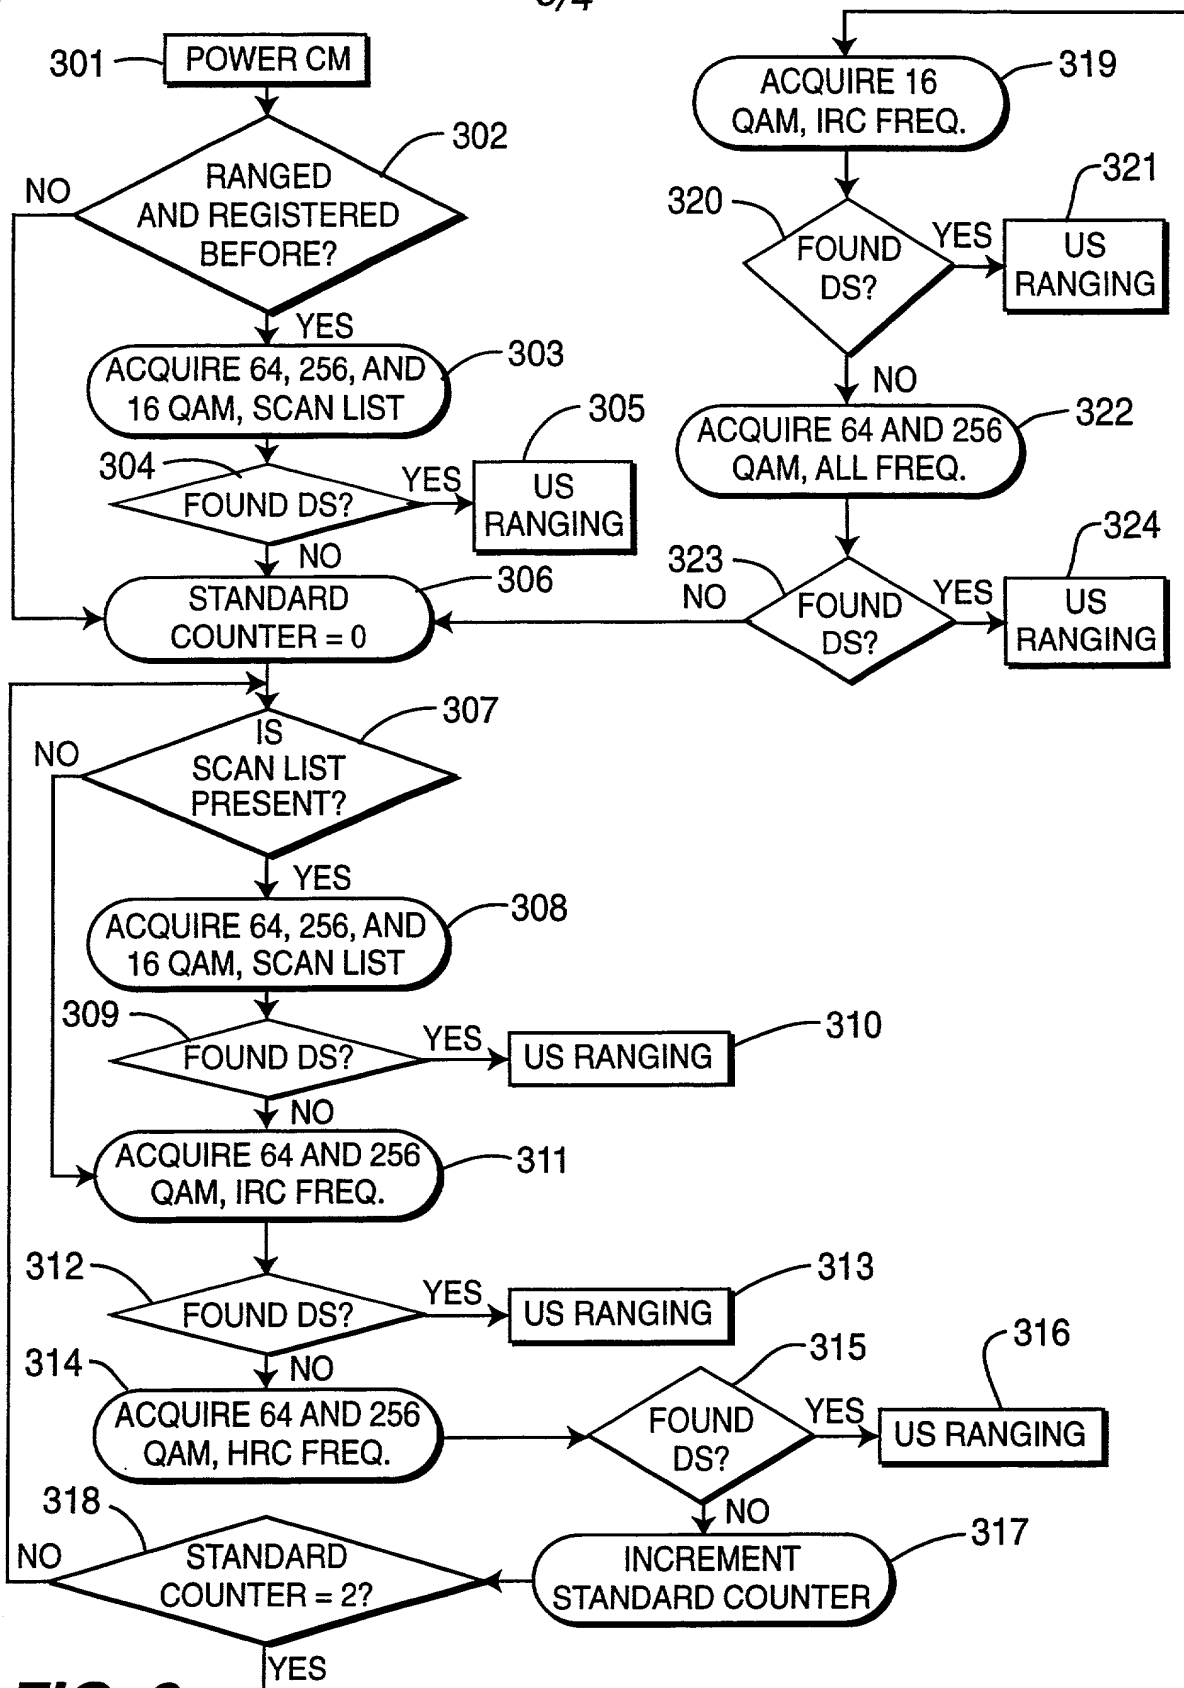 301
POWER CM
302
RANGED
AND REGISTERED
BEFORE?
NO
YES
303
ACQUIRE 64, 256, AND
16 QAM, SCAN LIST
304
FOUND DS?
YES
305
US
RANGING
NO
306
STANDARD
COUNTER = 0
307
IS
SCAN LIST
PRESENT?
NO
YES
308
ACQUIRE 64, 256, AND
16 QAM, SCAN LIST
309
FOUND DS?
YES
310
US RANGING
NO
311
ACQUIRE 64 AND 256
QAM, IRC FREQ.
312
FOUND DS?
YES
313
US RANGING
NO
314
ACQUIRE 64 AND 256
QAM, HRC FREQ.
315
FOUND
DS?
YES
316
US RANGING
NO
317
INCREMENT
STANDARD COUNTER
318
STANDARD
COUNTER = 2?
NO
YES
319
ACQUIRE 16
QAM, IRC FREQ.
320
FOUND
DS?
YES
321
US
RANGING
NO
322
ACQUIRE 64 AND 256
QAM, ALL FREQ.
323
FOUND
DS?
NO
YES
324
US
RANGING